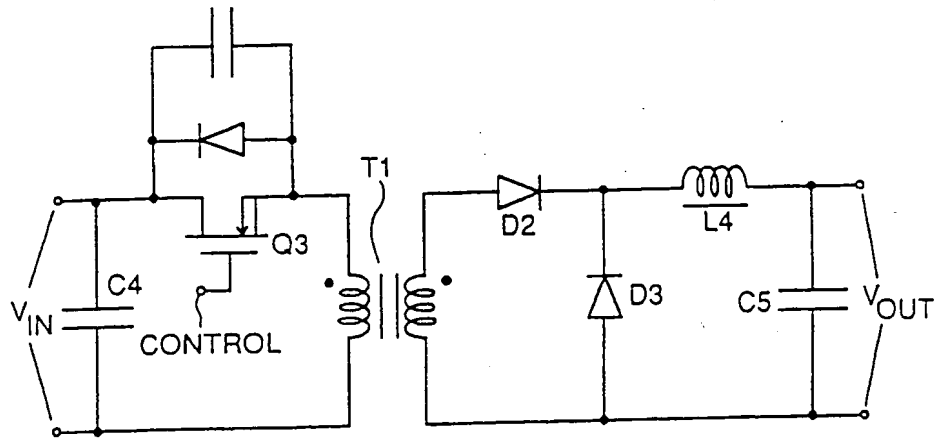 T1
D2
L4
Q3
C4
D3
C5
VIN
VOUT
CONTROL